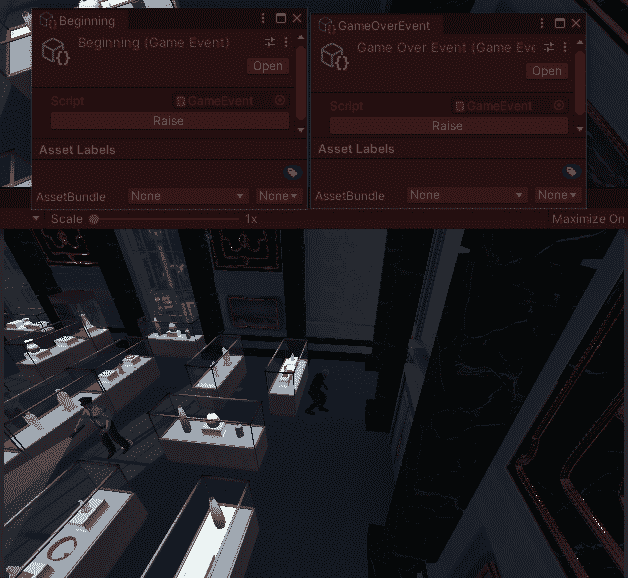 Beginning
Beginning (Game Event)
Open
Script
GameEvent
Raise
Asset Labels
AssetBundle
None
None
GameOverEvent
Game Over Event (Game Eve
Open
Script
GameEvent
Raise
Asset Labels
AssetBundle
None
None
Scale
1x
Maximize On